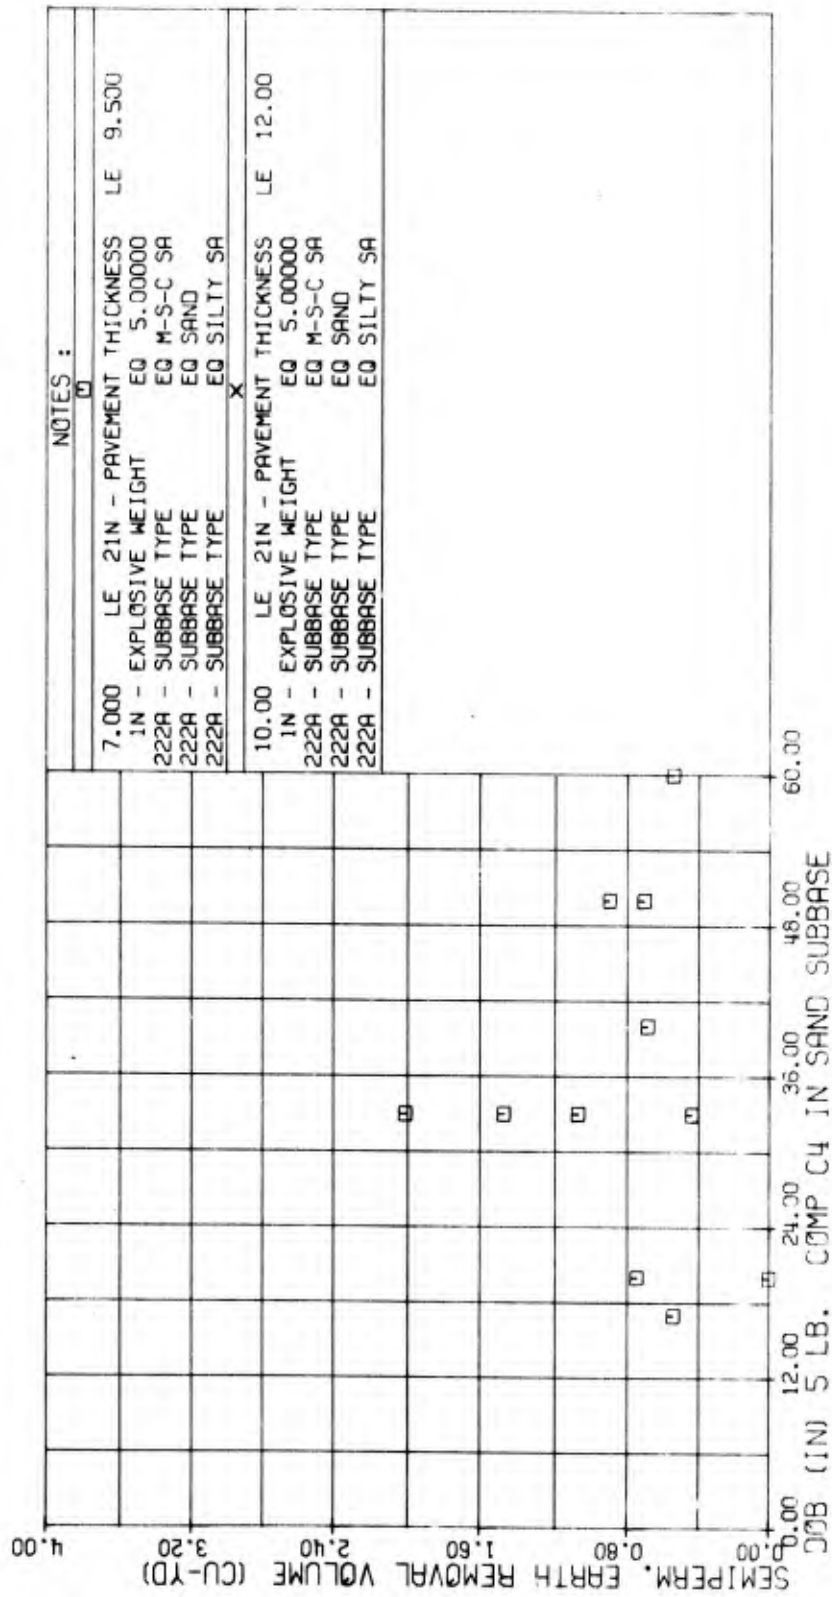 NOTES :
7.000 LE 21N - PAVEMENT THICKNESS LE 9.500
1N - EXPLOSIVE WEIGHT EQ 5.00000
222A - SUBBASE TYPE EQ M-S-C SA
222A - SUBBASE TYPE EQ SAND
222A - SUBBASE TYPE EQ SILTY SA
X
10.00 LE 21N - PAVEMENT THICKNESS LE 12.00
1N - EXPLOSIVE WEIGHT EQ 5.00000
222A - SUBBASE TYPE EQ M-S-C SA
222A - SUBBASE TYPE EQ SAND
222A - SUBBASE TYPE EQ SILTY SA
SEMIPERM. EARTH REMOVAL VOLUME (CU-YD)
4.00
3.20
2.40
1.60
0.80
0.00
0.00 12.00 24.00 36.00 48.00 60.00
DOB (IN) 5 LB. COMP C4 IN SAND SUBBASE